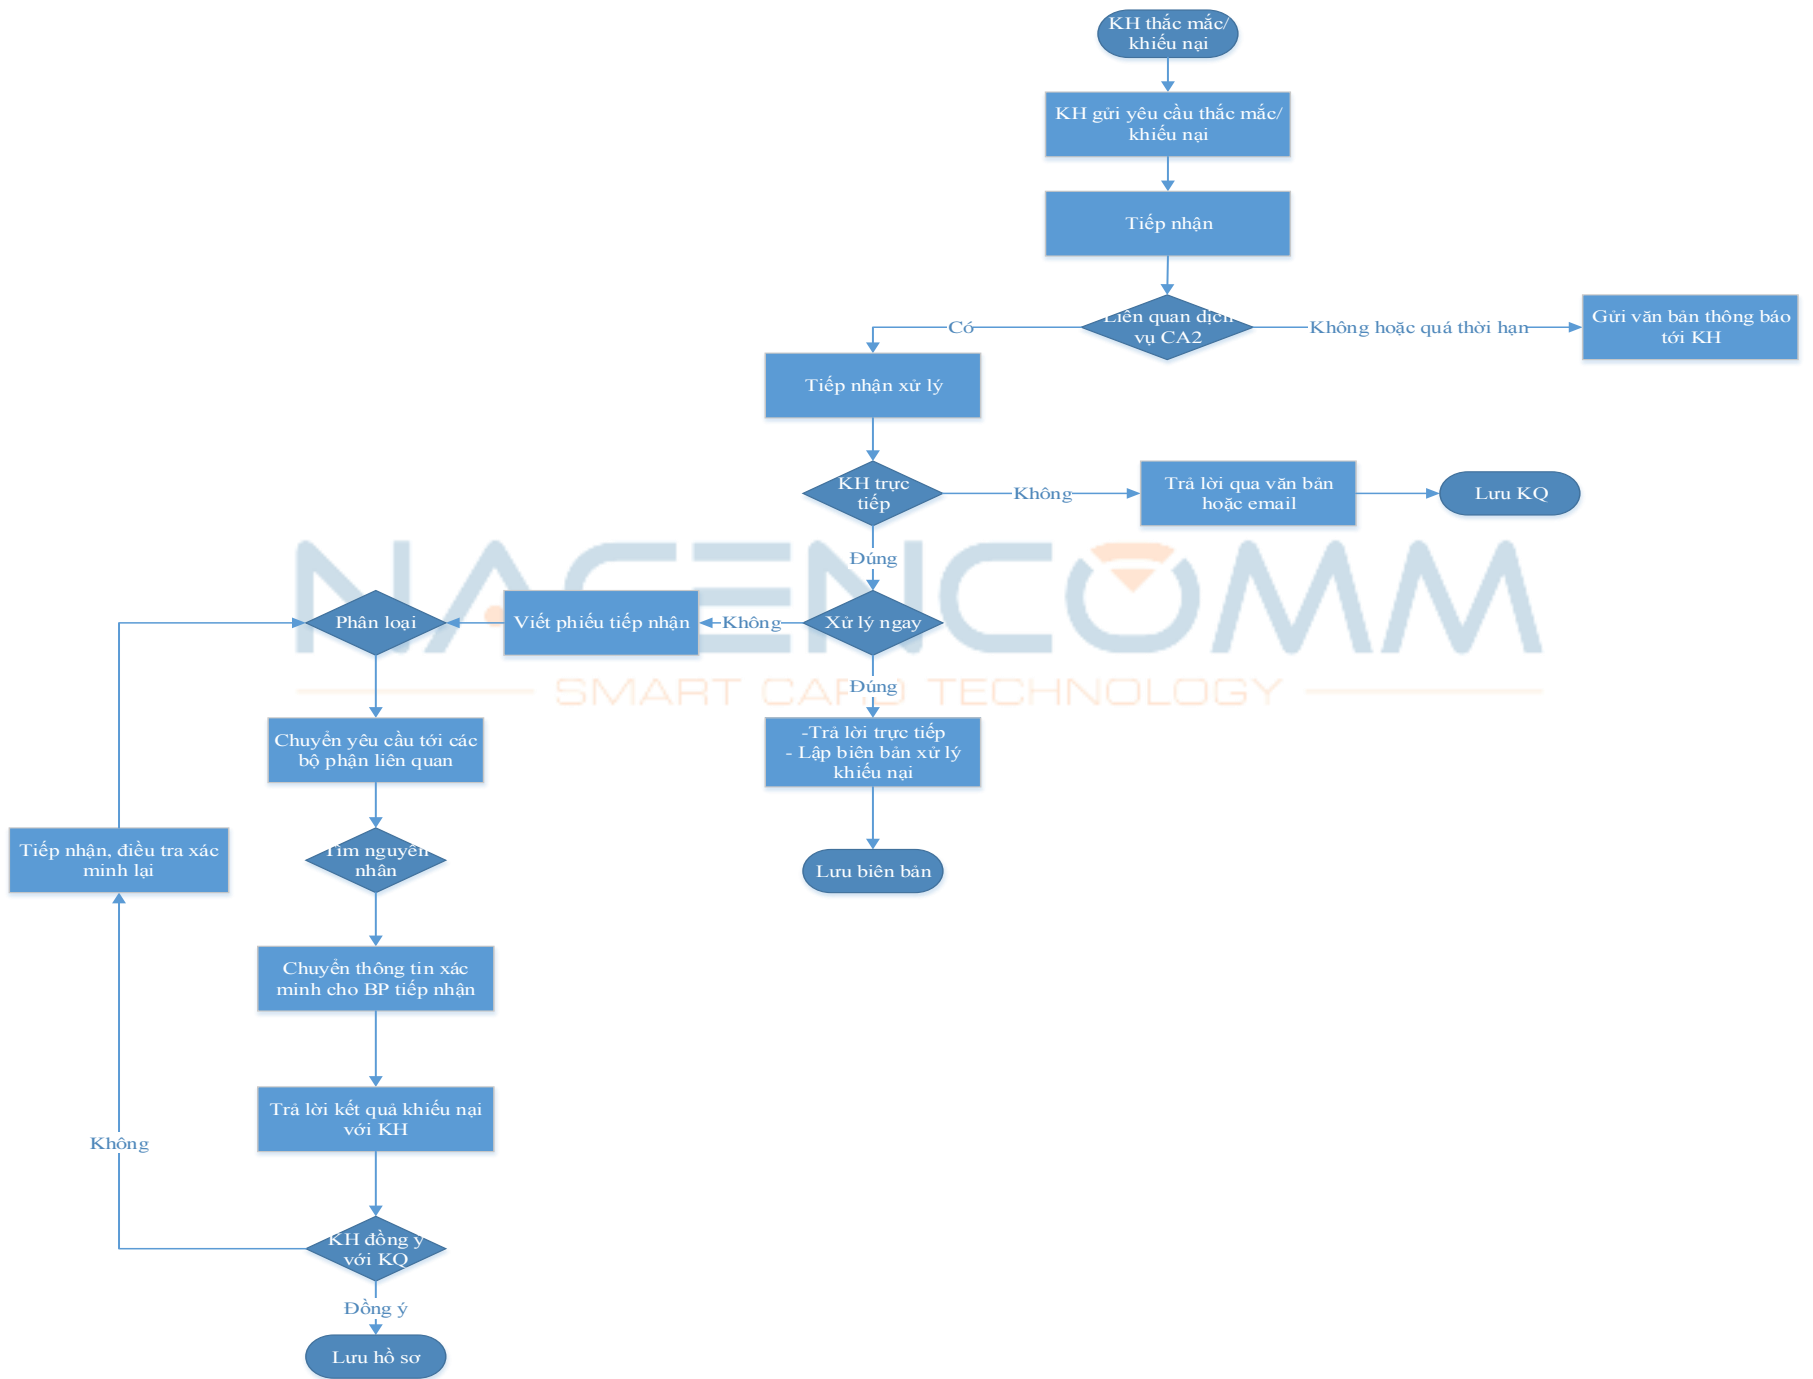 KH thắc mắc/
khiếu nại
KH gửi yêu cầu thắc mắc/
khiếu nại
Tiếp nhận
Liên quan dịch
vụ CA2
Có
Không hoặc quá thời hạn
Gửi văn bản thông báo
tới KH
Tiếp nhận xử lý
KH trực
tiếp
Không
Trả lời qua văn bản
hoặc email
Lưu KQ
Đúng
NACENCOMM
Phân loại
Viết phiếu tiếp nhận
Không
Xử lý ngay
SMART CARD TECHNOLOGY
Đúng
-Trả lời trực tiếp
- Lập biên bản xử lý
khiếu nại
Chuyển yêu cầu tới các
bộ phận liên quan
Tiếp nhận, điều tra xác
minh lại
Tìm nguyên
nhân
Lưu biên bản
Chuyển thông tin xác
minh cho BP tiếp nhận
Trả lời kết quả khiếu nại
với KH
Không
KH đồng ý
với KQ
Đồng ý
Lưu hồ sơ